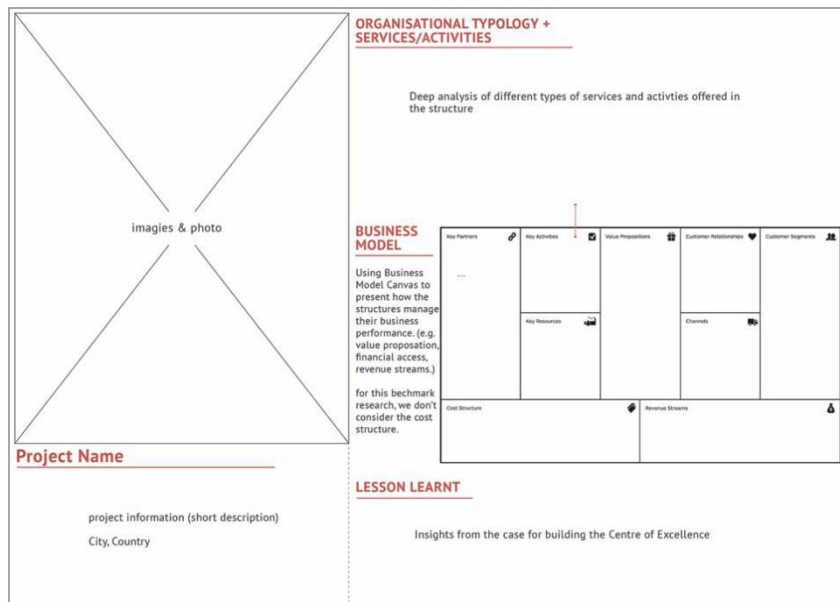 imagies & photo
Project Name
project information (short description)
City, Country
ORGANISATIONAL TYPOLOGY +
SERVICES/ACTIVITIES
Deep analysis of different types of services and activties offered in
the structure
BUSINESS
MODEL
Using Business
Model Canvas to
present how the
structures manage
their business
performance. (e.g.
value proposation,
financial access,
revenue streams.)
for this bechmark
research, we don't
consider the cost
structure.
Key Partners
...
Key Activities
Key Resources
Value Propositions
Customer Relationships
Channels
Customer Segments
Cost Structure
Revenue Streams
LESSON LEARNT
Insights from the case for building the Centre of Excellence